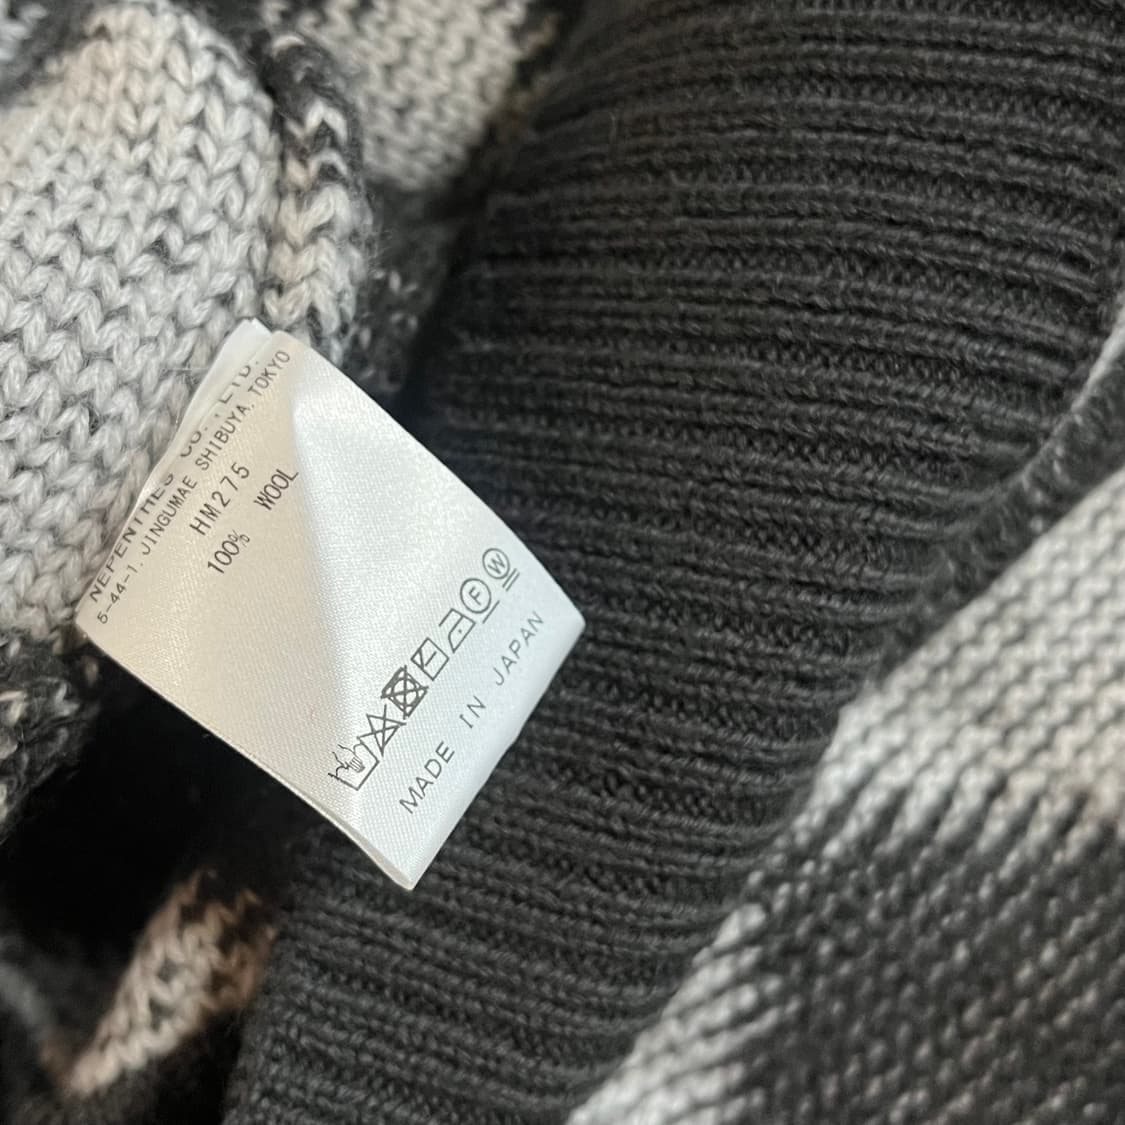 NEPENTHES CO.,LTD.
5-44-1, JINGUMAE SHIBUYA, TOKYO
HM275
100% WOOL
F W
MADE IN JAPAN